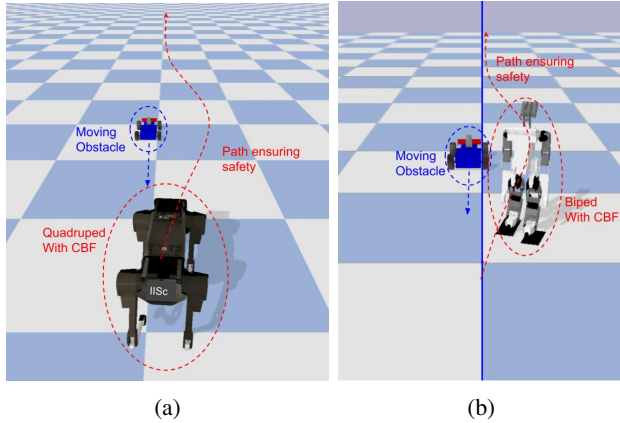 Moving
Obstacle
Path ensuring
safety
Quadruped
With CBF
IISc
(a)
Path ensuring
safety
Moving
Obstacle
Biped
With CBF
(b)